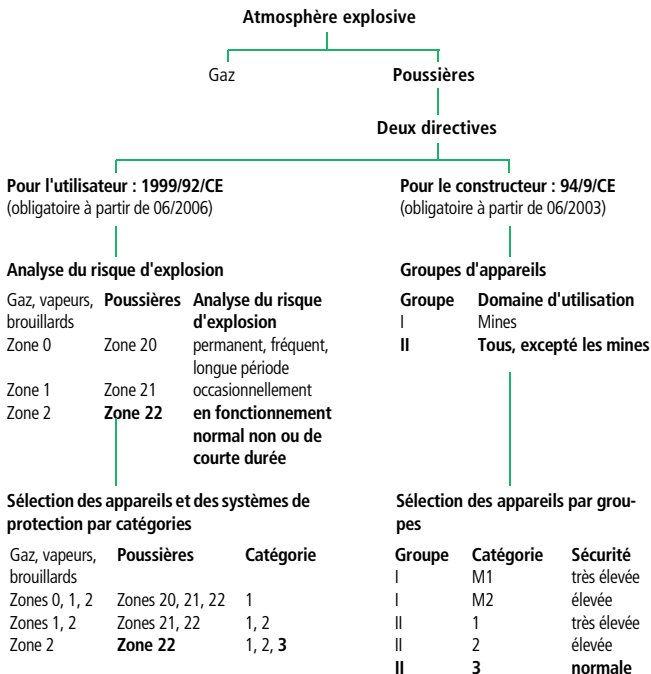 Atmosphère explosive
Gaz
Poussières
Deux directives
Pour l'utilisateur : 1999/92/CE
(obligatoire à partir de 06/2006)
Pour le constructeur : 94/9/CE
(obligatoire à partir de 06/2003)
Analyse du risque d'explosion
Gaz, vapeurs, Poussières Analyse du risque
brouillards d'explosion
Zone 0 Zone 20 permanent, fréquent,
longue période
Zone 1 Zone 21 occasionnellement
Zone 2 Zone 22 en fonctionnement
normal non ou de
courte durée
Groupes d'appareils
Groupe Domaine d'utilisation
I Mines
II Tous, excepté les mines
Sélection des appareils et des systèmes de
protection par catégories
Gaz, vapeurs, Poussières Catégorie
brouillards
Zones 0, 1, 2 Zones 20, 21, 22 1
Zones 1, 2 Zones 21, 22 1, 2
Zone 2 Zone 22 1, 2, 3
Sélection des appareils par grou-
pes
Groupe Catégorie Sécurité
I M1 très élevée
I M2 élevée
II 1 très élevée
II 2 élevée
II 3 normale